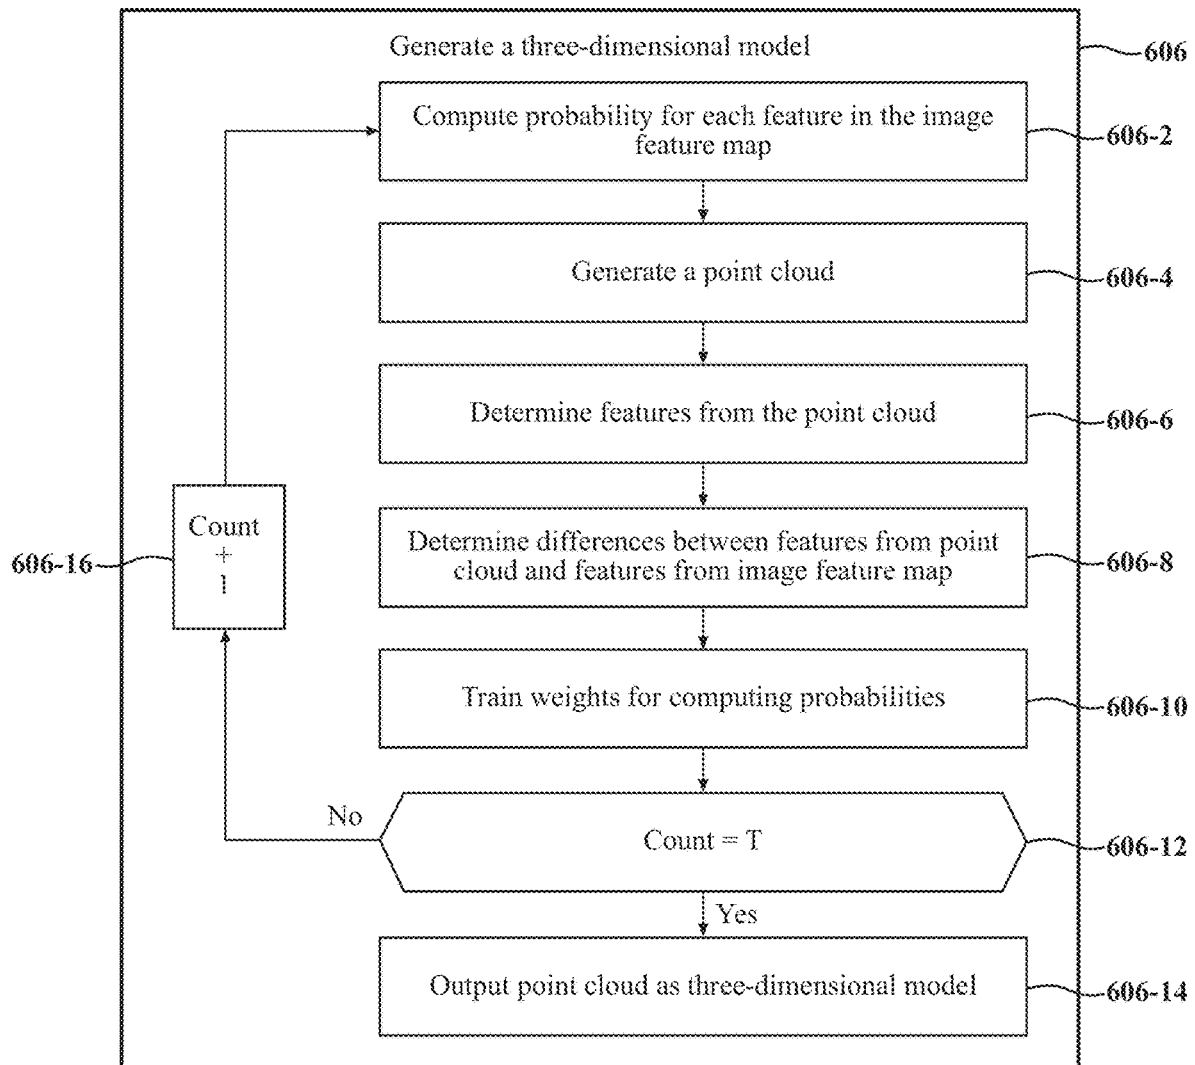 Generate a three-dimensional model
606
Compute probability for each feature in the image
feature map
606-2
Generate a point cloud
606-4
Determine features from the point cloud
606-6
Count
+
1
606-16
Determine differences between features from point
cloud and features from image feature map
606-8
Train weights for computing probabilities
606-10
No
Count = T
606-12
Yes
Output point cloud as three-dimensional model
606-14